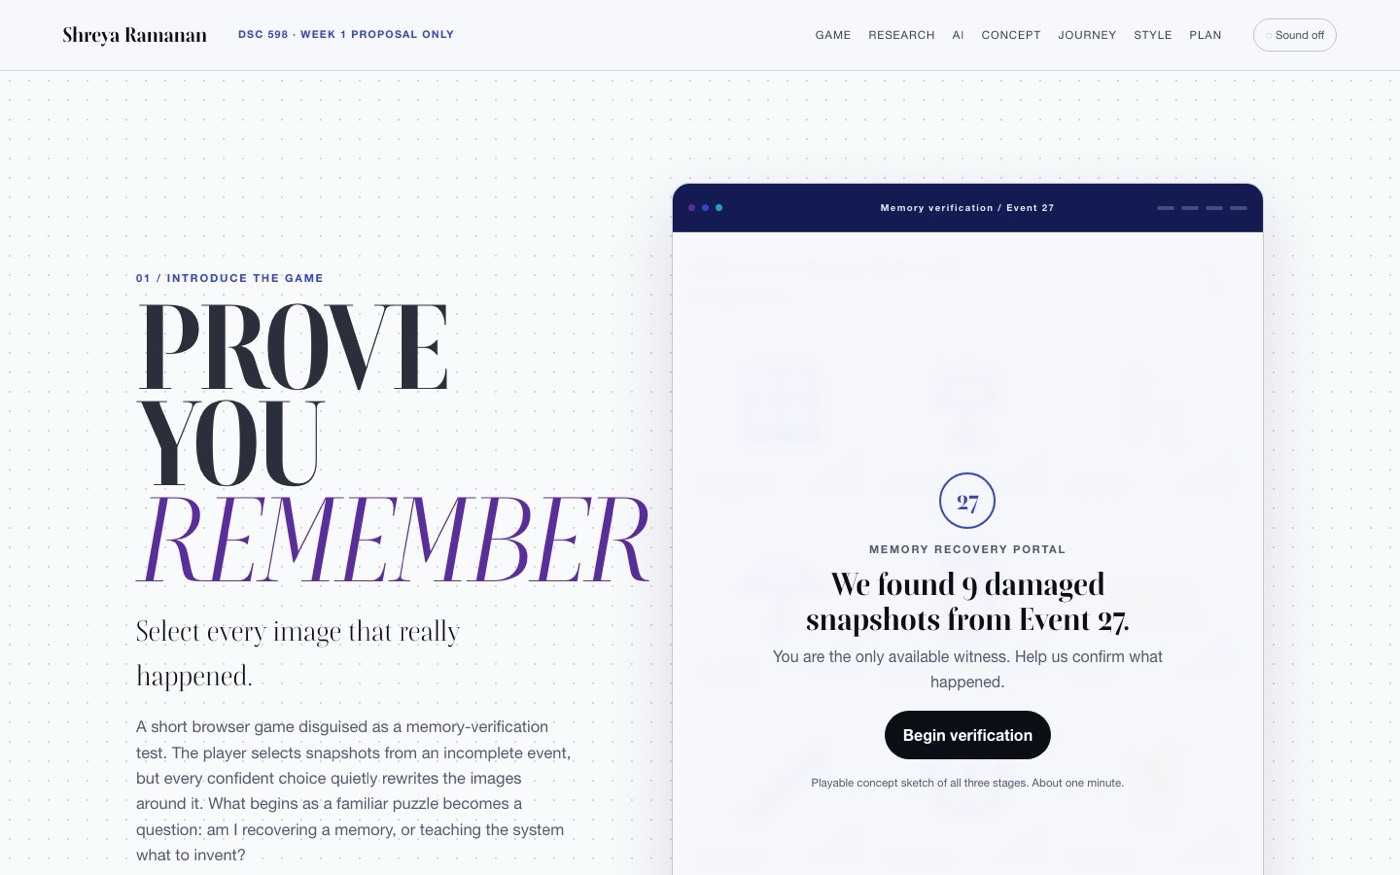 Shreya Ramanan
DSC 598 · WEEK 1 PROPOSAL ONLY
GAME RESEARCH AI CONCEPT JOURNEY STYLE PLAN
Sound off
01 / INTRODUCE THE GAME
PROVE
YOU
REMEMBER
Select every image that really
happened.
A short browser game disguised as a memory-verification
test. The player selects snapshots from an incomplete event,
but every confident choice quietly rewrites the images
around it. What begins as a familiar puzzle becomes a
question: am I recovering a memory, or teaching the system
what to invent?
Memory verification / Event 27
27
MEMORY RECOVERY PORTAL
We found 9 damaged
snapshots from Event 27.
You are the only available witness. Help us confirm what
happened.
Begin verification
Playable concept sketch of all three stages. About one minute.